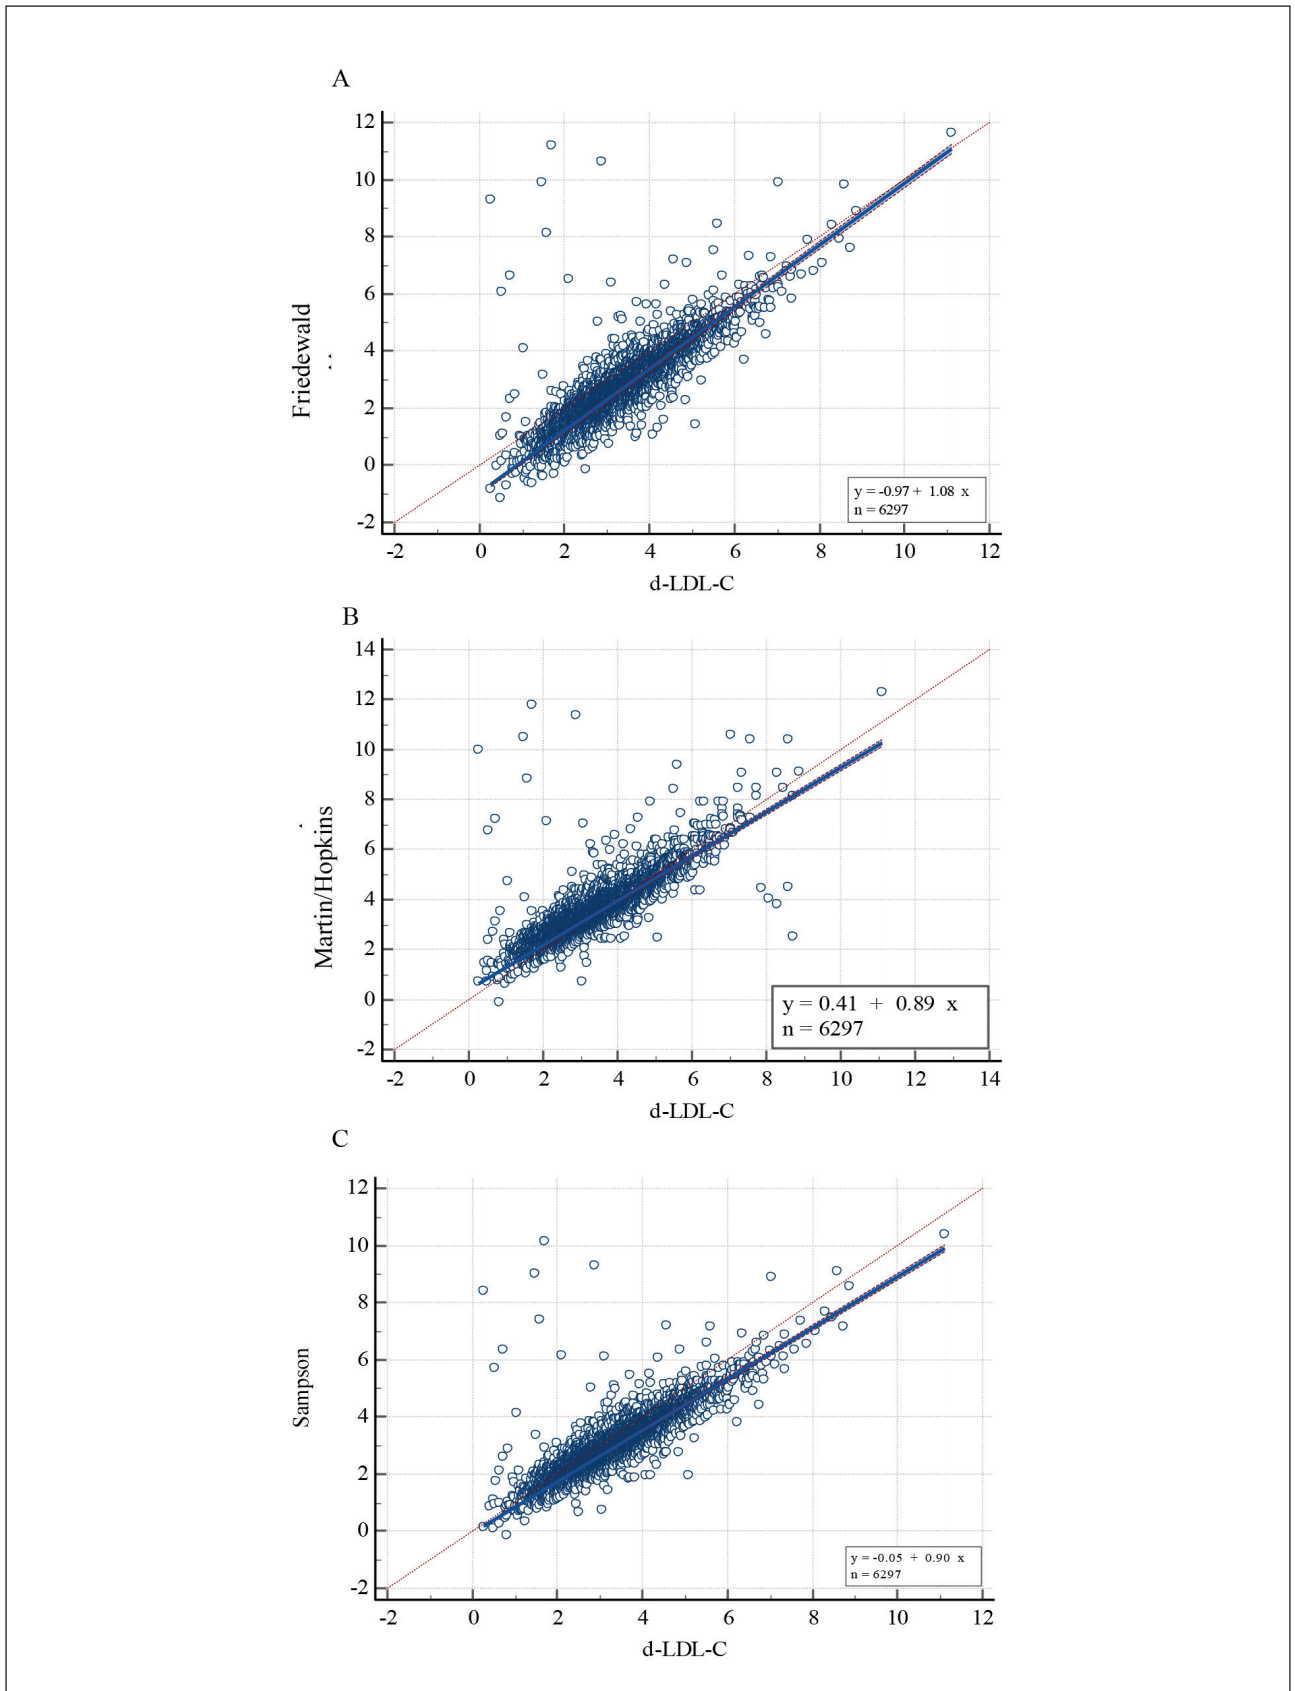 A
12
10
8
6
4
2
0
-2
Friedewald
y = -0.97 + 1.08 x
n = 6297
-2 0 2 4 6 8 10 12
d-LDL-C
B
14
12
10
8
6
4
2
0
-2
Martin/Hopkins
y = 0.41 + 0.89 x
n = 6297
-2 0 2 4 6 8 10 12 14
d-LDL-C
C
12
10
8
6
4
2
0
-2
Sampson
y = -0.05 + 0.90 x
n = 6297
-2 0 2 4 6 8 10 12
d-LDL-C